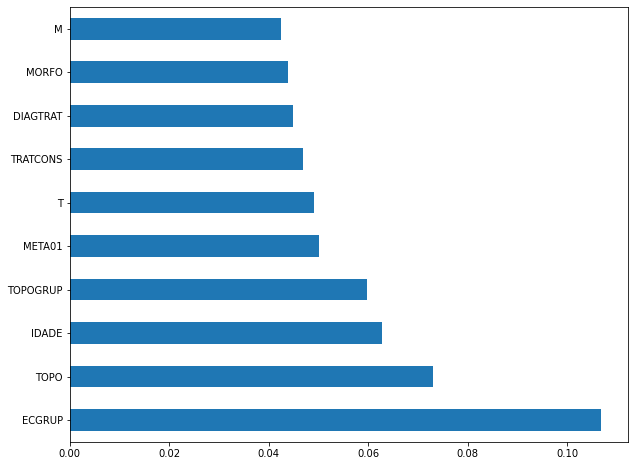 M
MORFO
DIAGTRAT
TRATCONS
T
META01
TOPOGRUP
IDADE
TOPO
ECGRUP
0.00 0.02 0.04 0.06 0.08 0.10